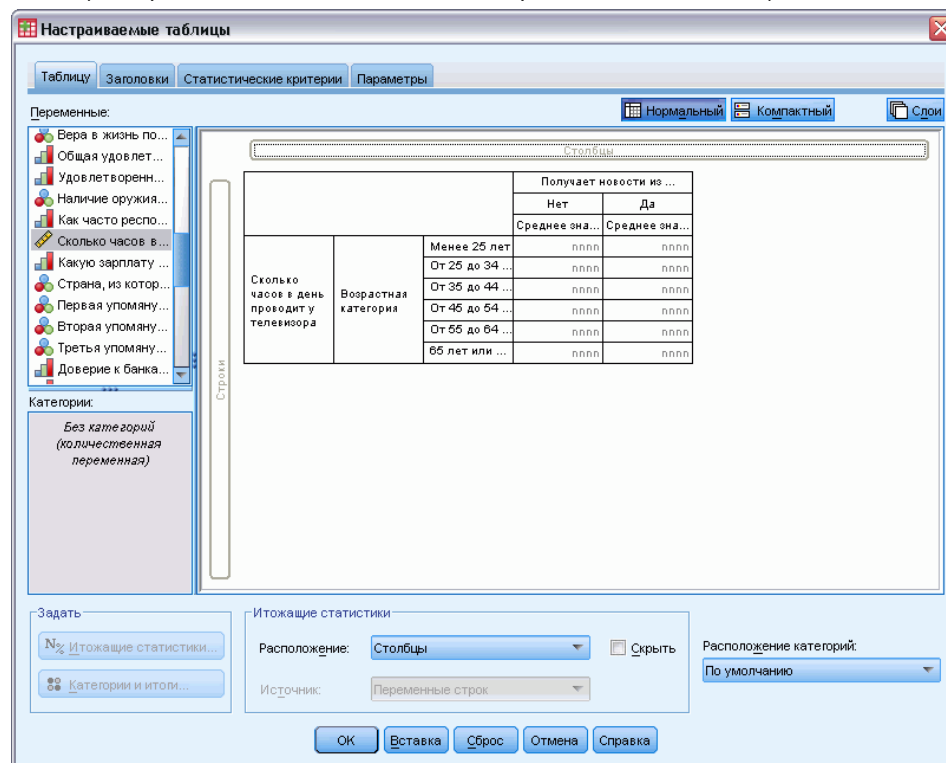 Настраиваемые таблицы
Таблицу Заголовки Статистические критерии Параметры
Переменные:
Нормальный Компактный Слои
Вера в жизнь по...
Общая удовлет...
Удовлетворенн...
Наличие оружия...
Как часто респо...
Сколько часов в...
Какую зарплату ...
Страна, из котор...
Первая упомяну...
Вторая упомяну...
Третья упомяну...
Доверие к банка...
Категории:
Без категорий
(количественная
переменная)
Столбцы
Строки
Получает новости из ...
Нет Да
Среднее зна... Среднее зна...
Сколько
часов в день
проводит у
телевизора
Возрастная
категория
Менее 25 лет nnnn nnnn
От 25 до 34 ... nnnn nnnn
От 35 до 44 ... nnnn nnnn
От 45 до 54 ... nnnn nnnn
От 55 до 64 ... nnnn nnnn
65 лет или ... nnnn nnnn
Задать
N% Итожащие статистики...
Категории и итоги...
Итожащие статистики
Расположение: Столбцы Скрыть
Источник: Переменные строк
Расположение категорий:
По умолчанию
OK Вставка Сброс Отмена Справка